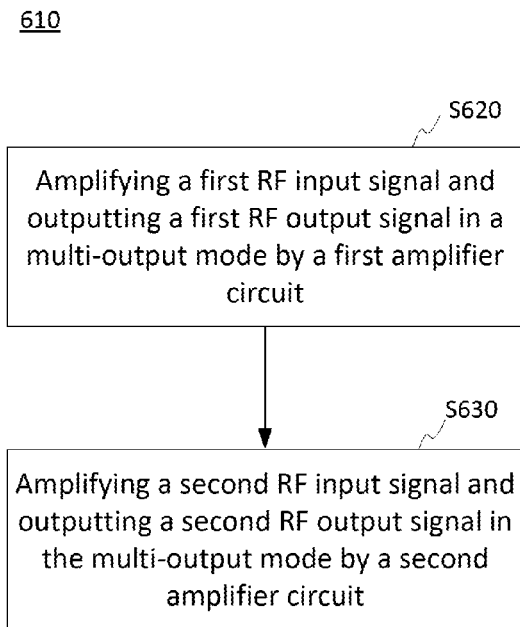 610
S620
Amplifying a first RF input signal and
outputting a first RF output signal in a
multi-output mode by a first amplifier
circuit
S630
Amplifying a second RF input signal and
outputting a second RF output signal in
the multi-output mode by a second
amplifier circuit